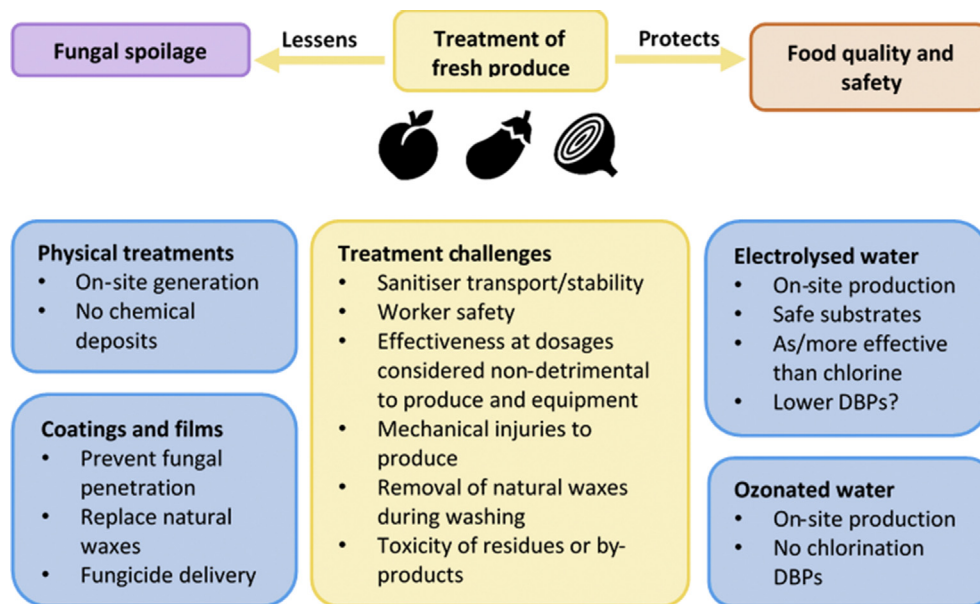 Fungal spoilage
Lessens
Treatment of
fresh produce
Protects
Food quality and
safety
Physical treatments
• On-site generation
• No chemical
deposits
Coatings and films
• Prevent fungal
penetration
• Replace natural
waxes
• Fungicide delivery
Treatment challenges
• Sanitiser transport/stability
• Worker safety
• Effectiveness at dosages
considered non-detrimental
to produce and equipment
• Mechanical injuries to
produce
• Removal of natural waxes
during washing
• Toxicity of residues or by-
products
Electrolysed water
• On-site production
• Safe substrates
• As/more effective
than chlorine
• Lower DBPs?
Ozonated water
• On-site production
• No chlorination
DBPs